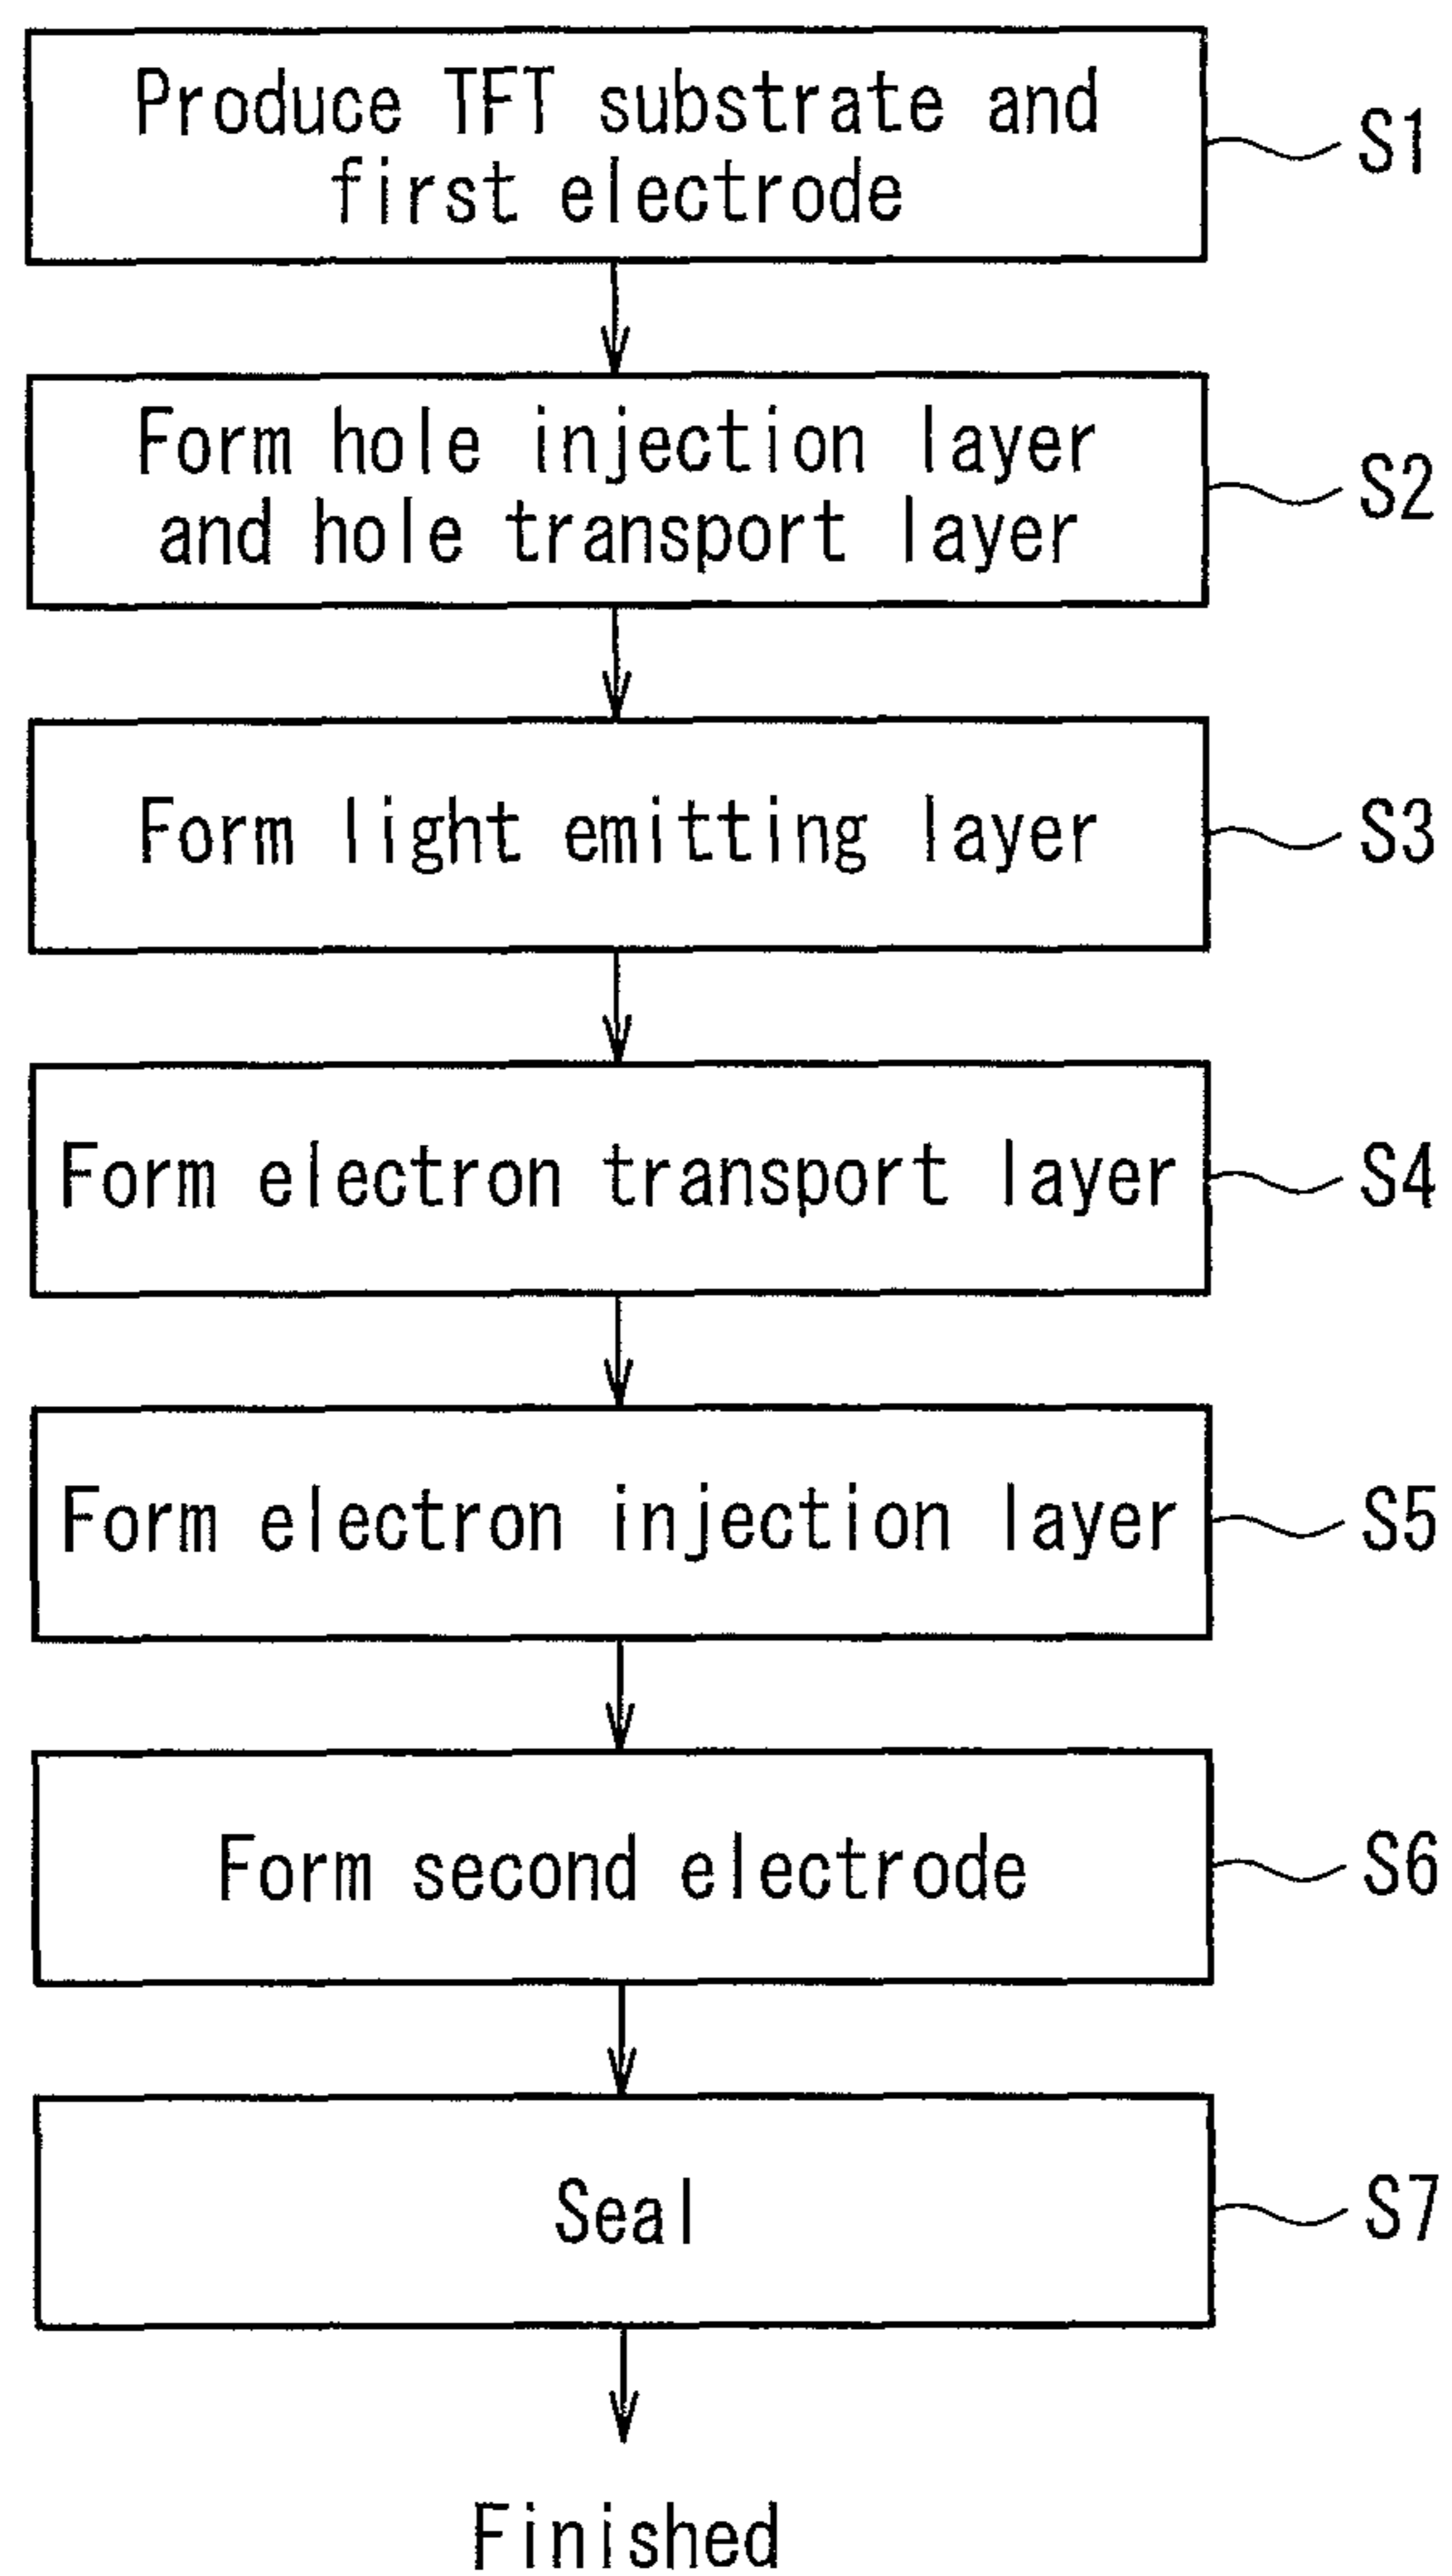 Produce TFT substrate and
first electrode
S1
Form hole injection layer
and hole transport layer
S2
Form light emitting layer
S3
Form electron transport layer
S4
Form electron injection layer
S5
Form second electrode
S6
Seal
S7
Finished